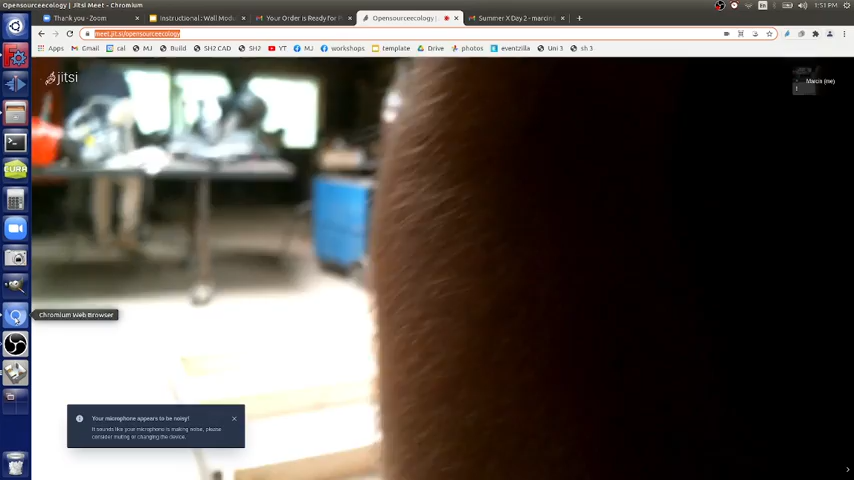 Opensourceecology | Jitsi Meet - Chromium
1:51 PM
Thank you - Zoom
Instructional : Wall Modu
Your Order is Ready for P
Opensourceecology | Jits
Summer X Day 2 - marcin
meet.jit.si/opensourceecology
Apps
Gmail
cal
MJ
Build
SH2 CAD
SH2
YT
MJ
workshops
template
Drive
photos
eventzilla
Uni 3
sh 3
jitsi
Marcin (me)
CURA
Chromium Web Browser
Your microphone appears to be noisy!
It sounds like your microphone is making noise, please
consider muting or changing the device.